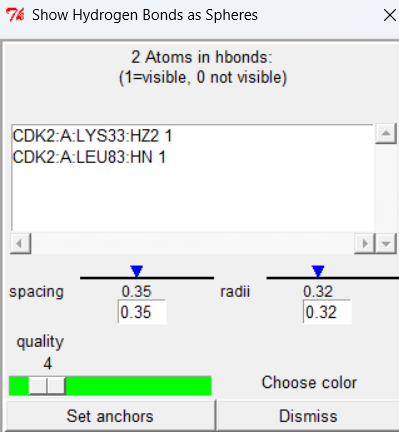 Show Hydrogen Bonds as Spheres
2 Atoms in hbonds:
(1=visible, 0 not visible)
CDK2:A:LYS33:HZ2 1
CDK2:A:LEU83:HN 1
spacing 0.35 radii 0.32
0.35 0.32
quality
4
Choose color
Set anchors Dismiss